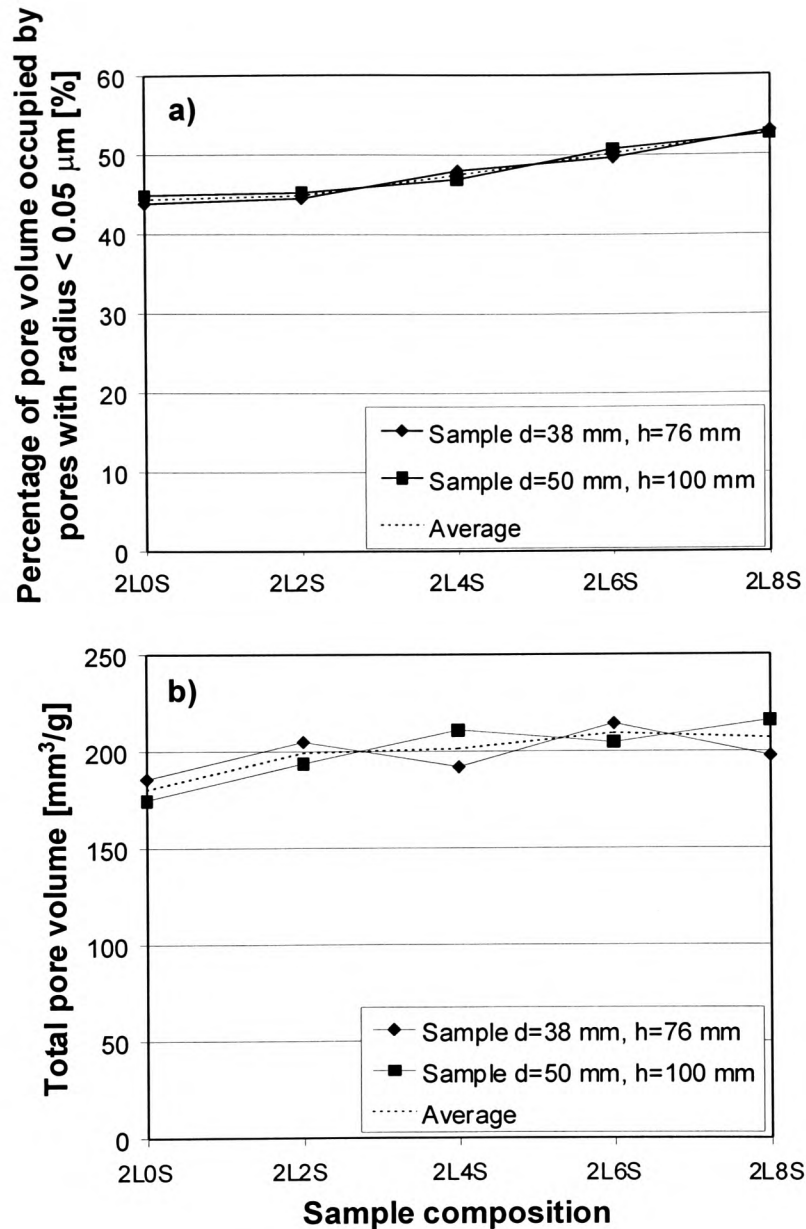 Percentage of pore volume occupied by
pores with radius < 0.05 μm [%]
a)
60
50
40
30
20
10
0
Sample d=38 mm, h=76 mm
Sample d=50 mm, h=100 mm
Average
2L0S 2L2S 2L4S 2L6S 2L8S
Total pore volume [mm³/g]
b)
250
200
150
100
50
0
Sample d=38 mm, h=76 mm
Sample d=50 mm, h=100 mm
Average
2L0S 2L2S 2L4S 2L6S 2L8S
Sample composition